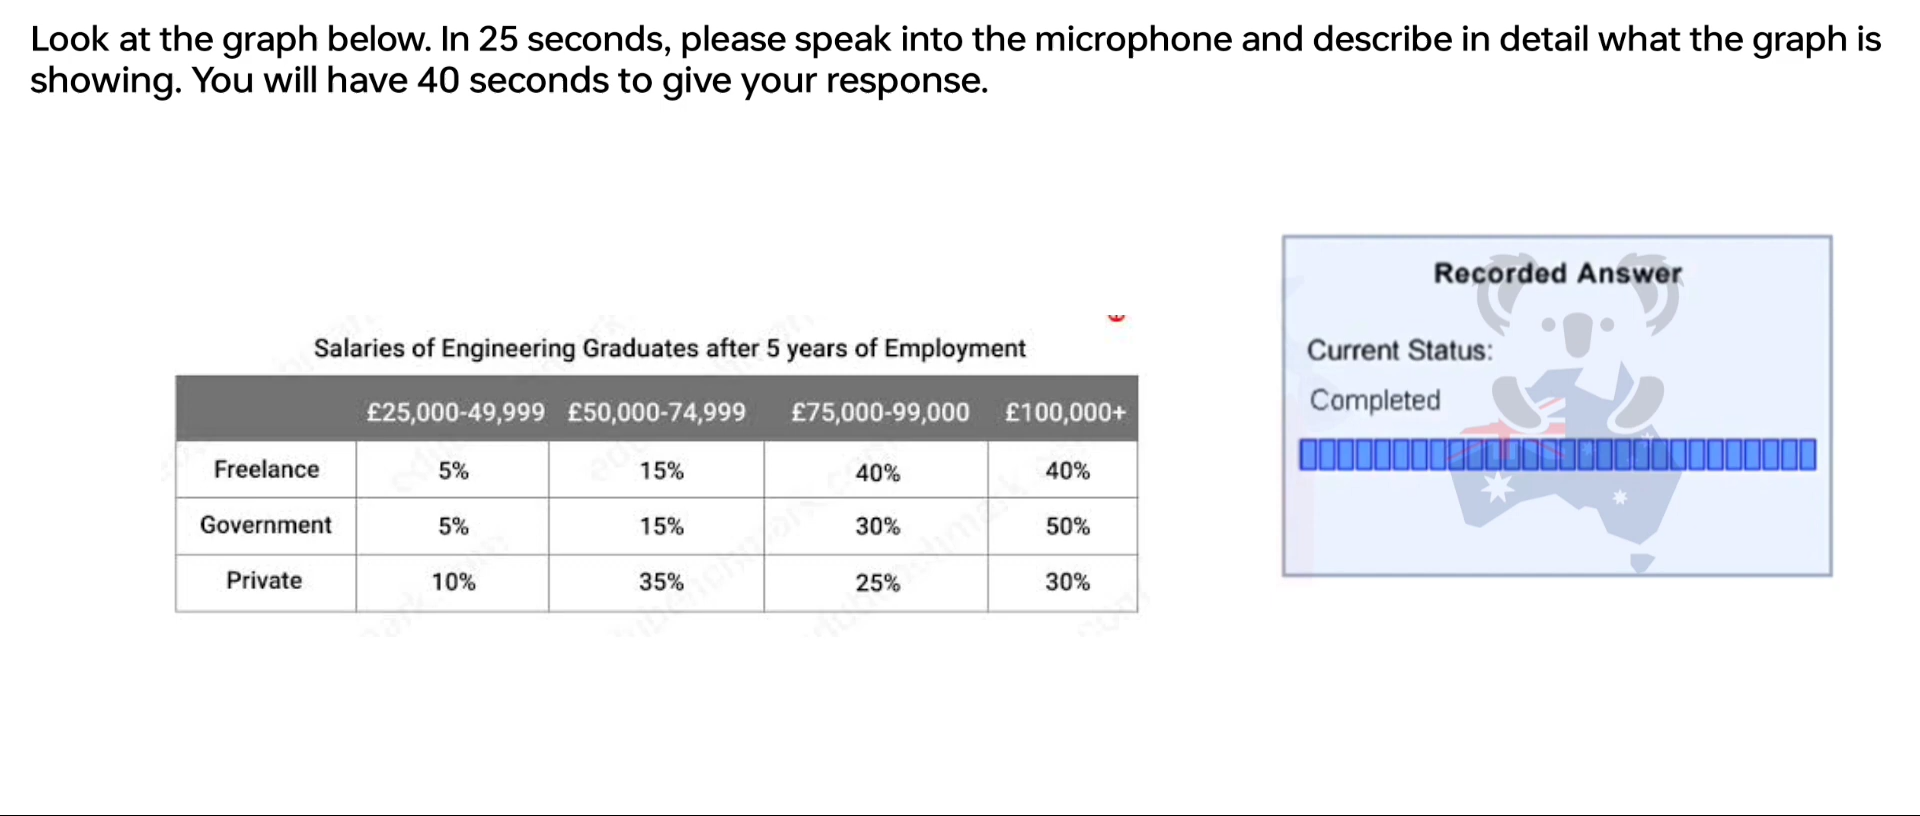 Look at the graph below. In 25 seconds, please speak into the microphone and describe in detail what the graph is
showing. You will have 40 seconds to give your response.
Salaries of Engineering Graduates after 5 years of Employment
£25,000-49,999 £50,000-74,999 £75,000-99,000 £100,000+
Freelance 5% 15% 40% 40%
Government 5% 15% 30% 50%
Private 10% 35% 25% 30%
Recorded Answer
Current Status:
Completed